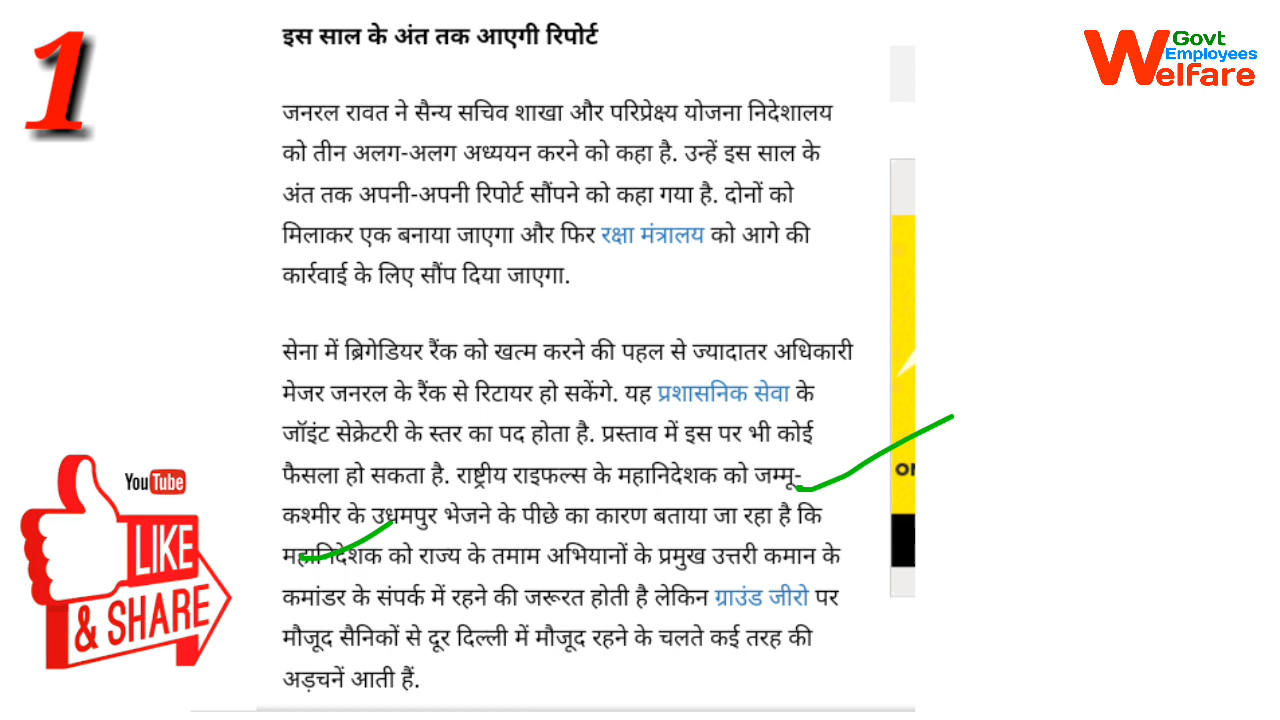 1
Govt
Employees
Welfare
इस साल के अंत तक आएगी रिपोर्ट
जनरल रावत ने सैन्य सचिव शाखा और परिप्रेक्ष्य योजना निदेशालय
को तीन अलग-अलग अध्ययन करने को कहा है. उन्हें इस साल के
अंत तक अपनी-अपनी रिपोर्ट सौंपने को कहा गया है. दोनों को
मिलाकर एक बनाया जाएगा और फिर रक्षा मंत्रालय को आगे की
कार्रवाई के लिए सौंप दिया जाएगा.
सेना में ब्रिगेडियर रैंक को खत्म करने की पहल से ज्यादातर अधिकारी
मेजर जनरल के रैंक से रिटायर हो सकेंगे. यह प्रशासनिक सेवा के
जॉइंट सेक्रेटरी के स्तर का पद होता है. प्रस्ताव में इस पर भी कोई
फैसला हो सकता है. राष्ट्रीय राइफल्स के महानिदेशक को जम्मू-
कश्मीर के उधमपुर भेजने के पीछे का कारण बताया जा रहा है कि
महानिदेशक को राज्य के तमाम अभियानों के प्रमुख उत्तरी कमान के
कमांडर के संपर्क में रहने की जरूरत होती है लेकिन ग्राउंड जीरो पर
मौजूद सैनिकों से दूर दिल्ली में मौजूद रहने के चलते कई तरह की
अड़चनें आती हैं.
YouTube
LIKE
& SHARE